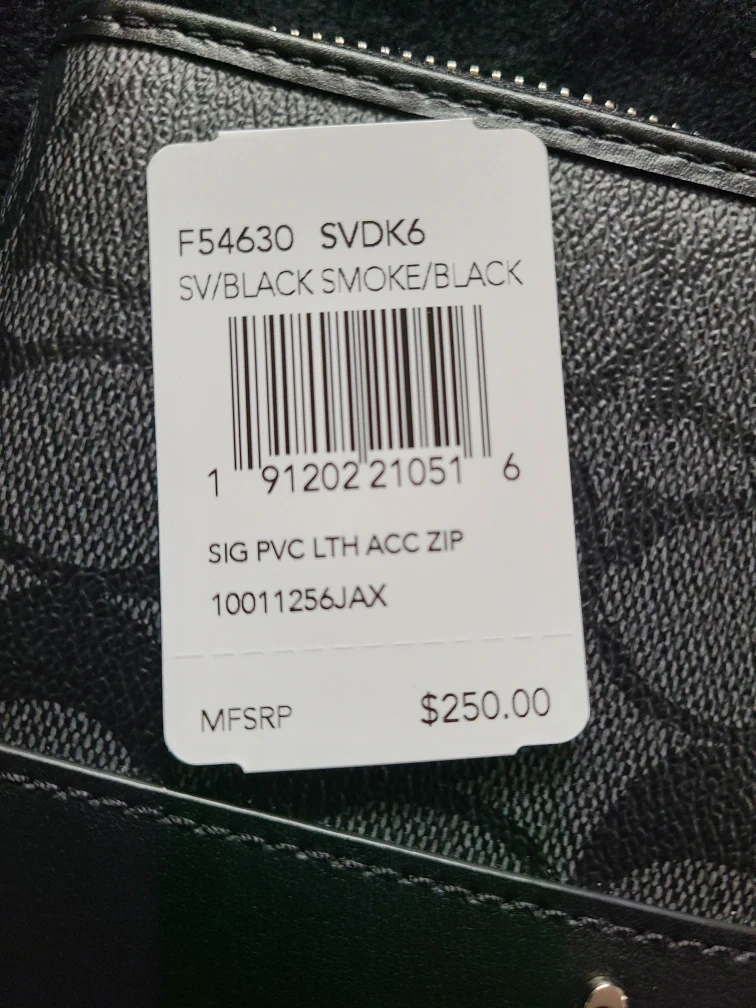 F54630 SVDK6
SV/BLACK SMOKE/BLACK
1 91202 21051 6
SIG PVC LTH ACC ZIP
10011256JAX
MFSRP $250.00